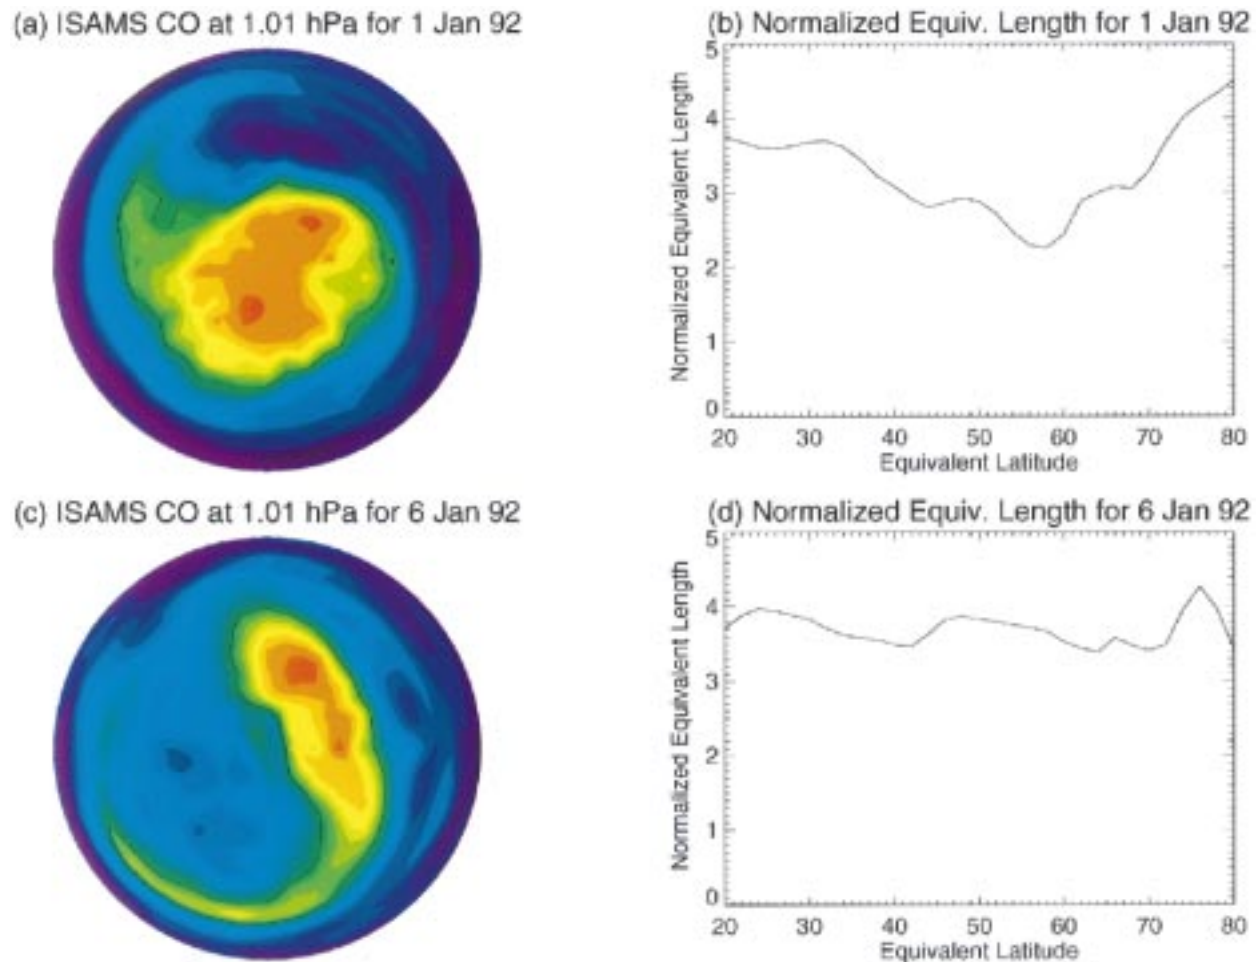 (a) ISAMS CO at 1.01 hPa for 1 Jan 92
(b) Normalized Equiv. Length for 1 Jan 92
Normalized Equivalent Length
5
4
3
2
1
0
20 30 40 50 60 70 80
Equivalent Latitude
(c) ISAMS CO at 1.01 hPa for 6 Jan 92
(d) Normalized Equiv. Length for 6 Jan 92
Normalized Equivalent Length
5
4
3
2
1
0
20 30 40 50 60 70 80
Equivalent Latitude